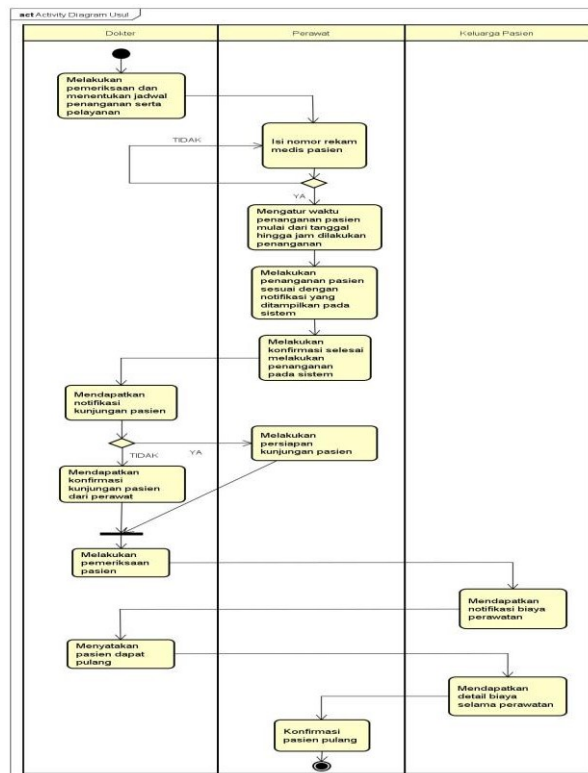 act Activity Diagram Usul
Dokter
Perawat
Keluarga Pasien
Melakukan
pemeriksaan dan
menentukan jadwal
penanganan serta
pelayanan
TIDAK
Isi nomor rekam
medis pasien
YA
Mengatur waktu
penanganan pasien
mulai dari tanggal
hingga jam dilakukan
penanganan
Melakukan
penanganan pasien
sesuai dengan
notifikasi yang
ditampilkan pada
sistem
Melakukan
konfirmasi selesai
melakukan
penanganan
pada sistem
Mendapatkan
notifikasi
kunjungan pasien
TIDAK
YA
Melakukan
persiapan
kunjungan pasien
Mendapatkan
konfirmasi
kunjungan pasien
dari perawat
Melakukan
pemeriksaan
pasien
Mendapatkan
notifikasi biaya
perawatan
Menyatakan
pasien dapat
pulang
Mendapatkan
detail biaya
selama perawatan
Konfirmasi
pasien pulang